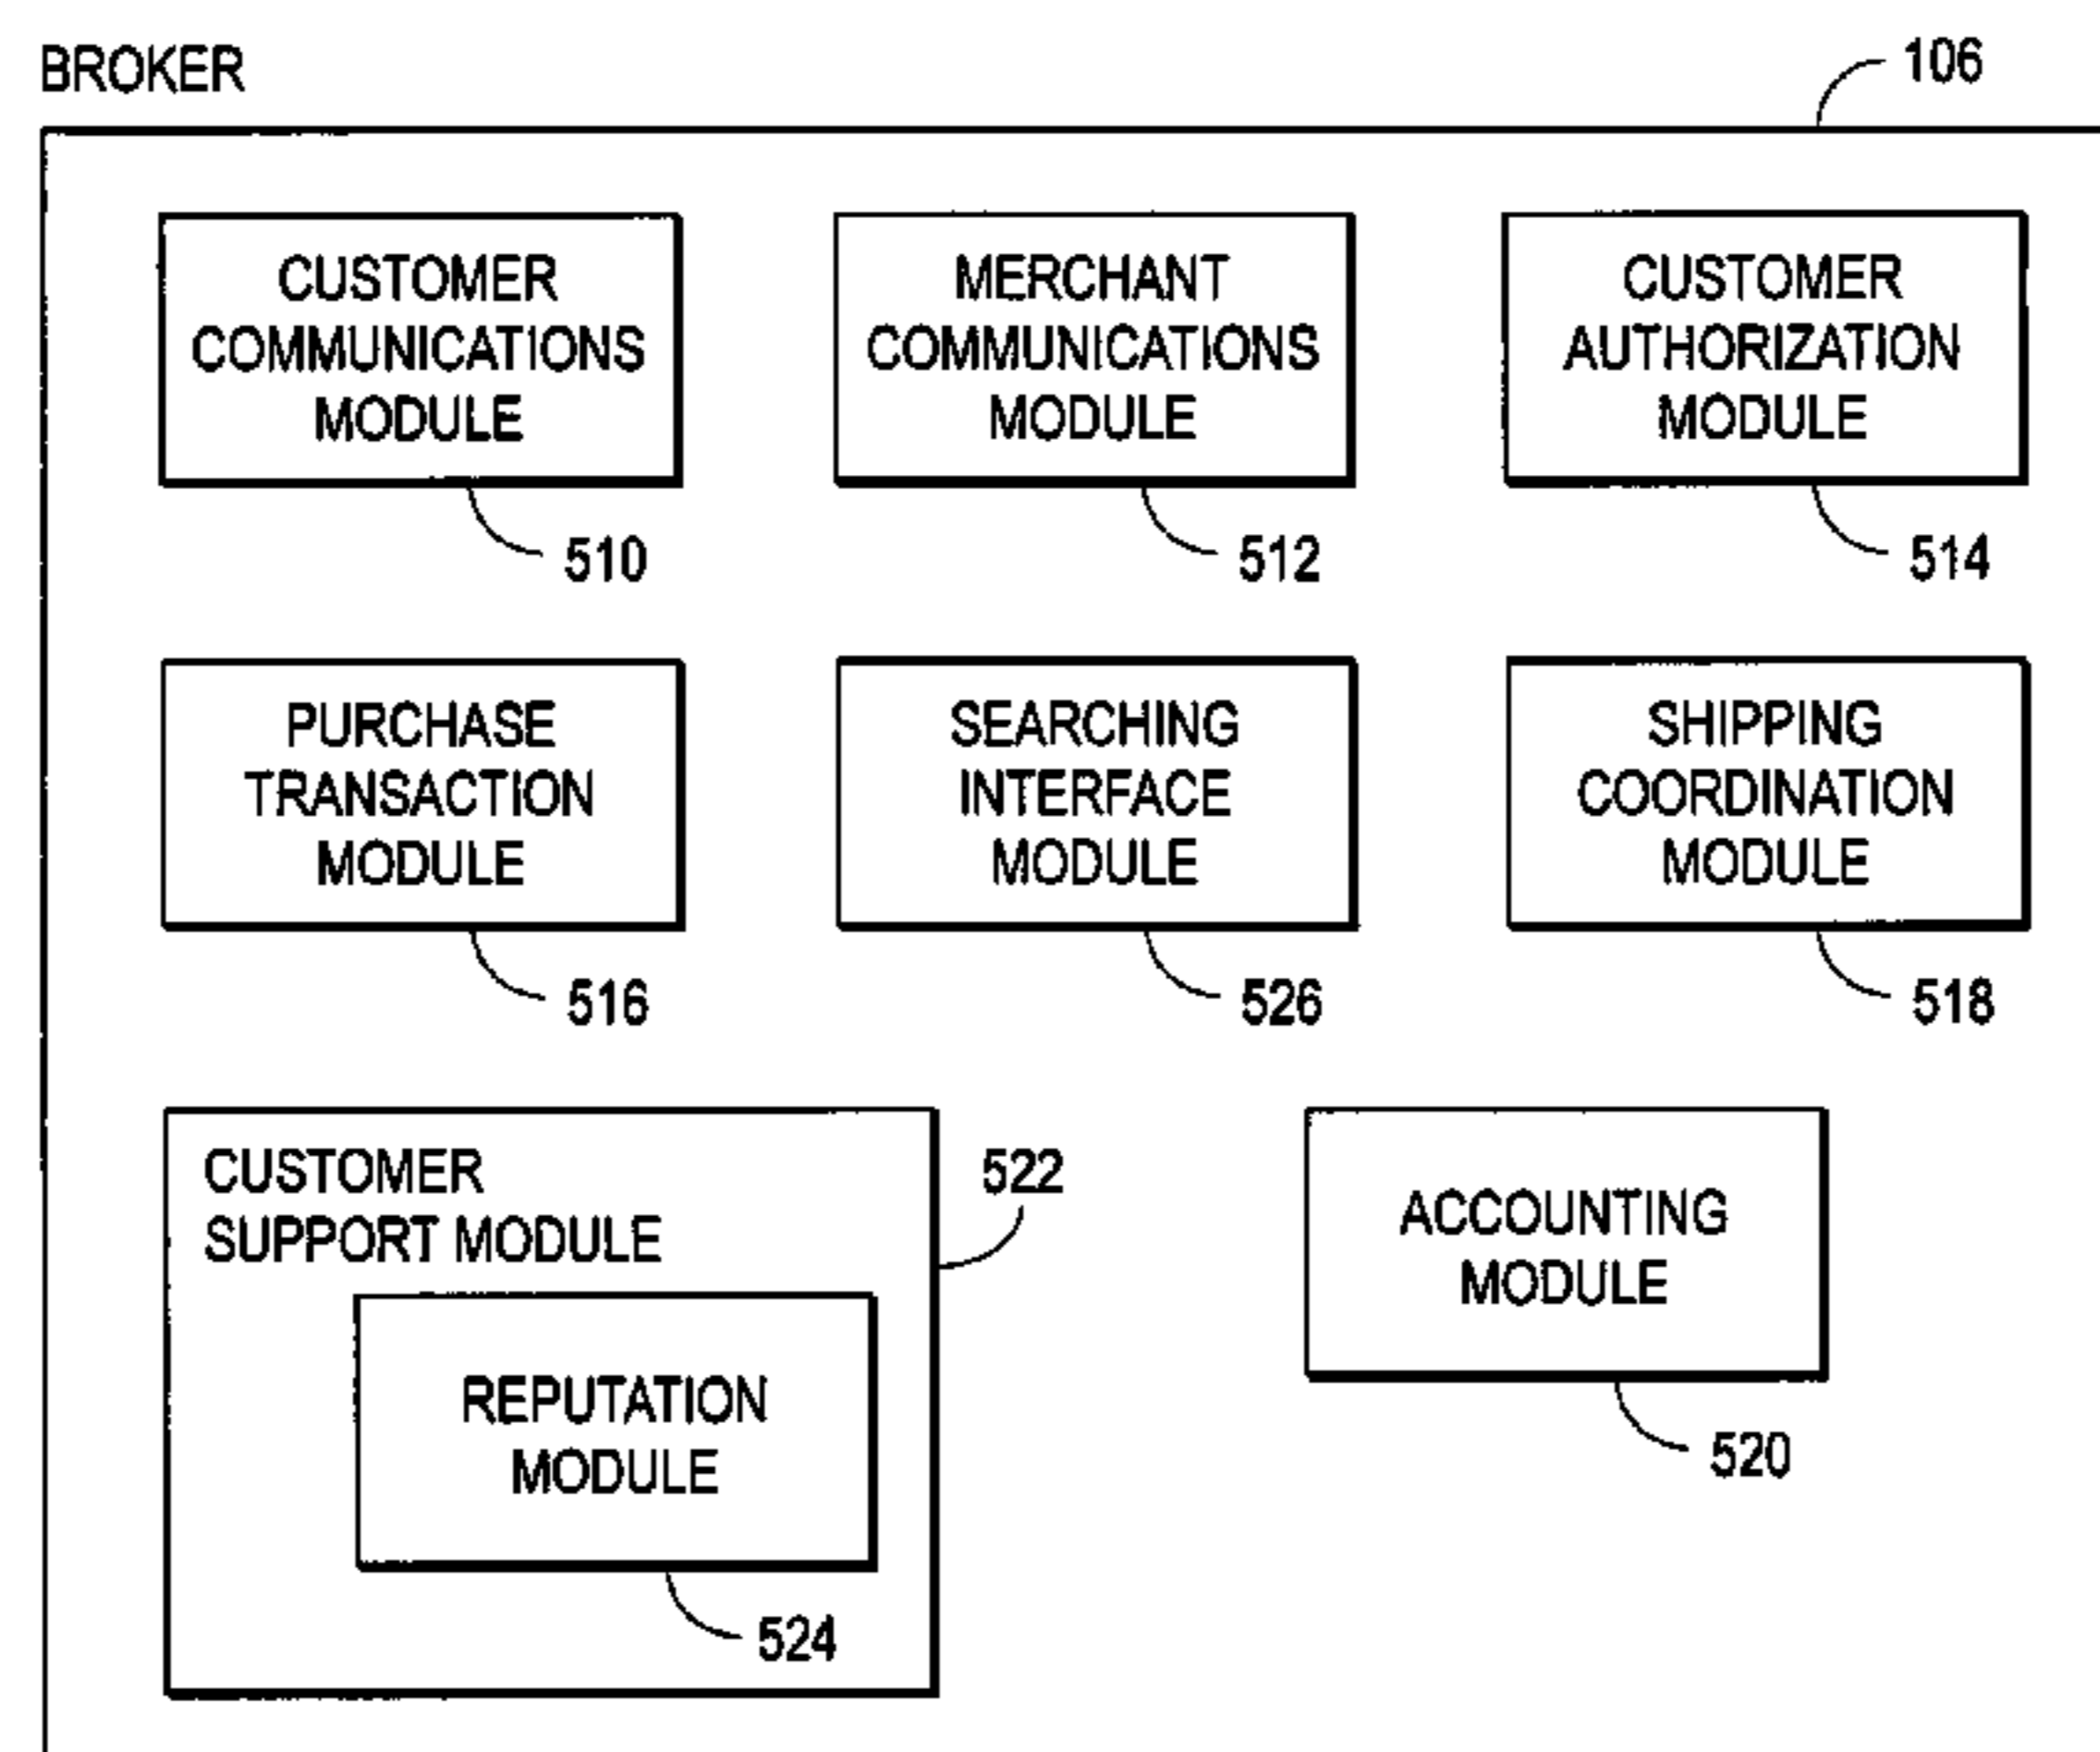 BROKER
106
CUSTOMER
COMMUNICATIONS
MODULE
510
MERCHANT
COMMUNICATIONS
MODULE
512
CUSTOMER
AUTHORIZATION
MODULE
514
PURCHASE
TRANSACTION
MODULE
516
SEARCHING
INTERFACE
MODULE
526
SHIPPING
COORDINATION
MODULE
518
CUSTOMER
SUPPORT MODULE
522
REPUTATION
MODULE
524
ACCOUNTING
MODULE
520